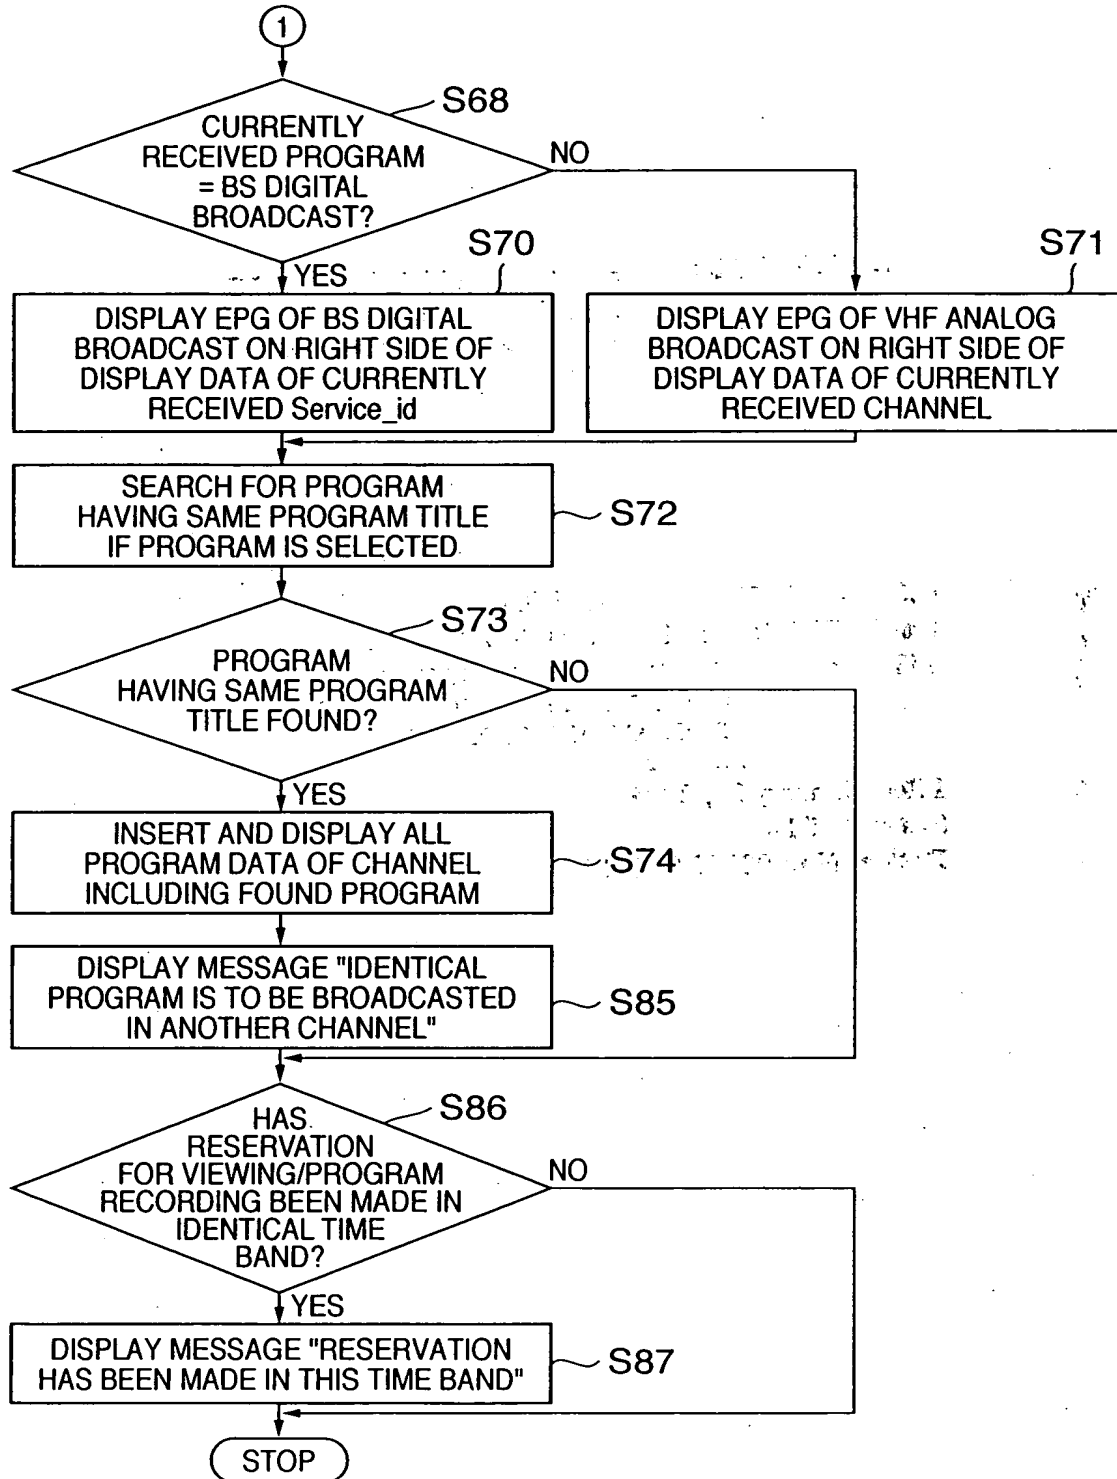 1
S68
CURRENTLY
RECEIVED PROGRAM
= BS DIGITAL
BROADCAST?
NO
YES
S70
S71
DISPLAY EPG OF BS DIGITAL
BROADCAST ON RIGHT SIDE OF
DISPLAY DATA OF CURRENTLY
RECEIVED Service_id
DISPLAY EPG OF VHF ANALOG
BROADCAST ON RIGHT SIDE OF
DISPLAY DATA OF CURRENTLY
RECEIVED CHANNEL
SEARCH FOR PROGRAM
HAVING SAME PROGRAM TITLE
IF PROGRAM IS SELECTED
S72
S73
PROGRAM
HAVING SAME PROGRAM
TITLE FOUND?
NO
YES
INSERT AND DISPLAY ALL
PROGRAM DATA OF CHANNEL
INCLUDING FOUND PROGRAM
S74
DISPLAY MESSAGE "IDENTICAL
PROGRAM IS TO BE BROADCASTED
IN ANOTHER CHANNEL"
S85
S86
HAS
RESERVATION
FOR VIEWING/PROGRAM
RECORDING BEEN MADE IN
IDENTICAL TIME
BAND?
NO
YES
DISPLAY MESSAGE "RESERVATION
HAS BEEN MADE IN THIS TIME BAND"
S87
STOP